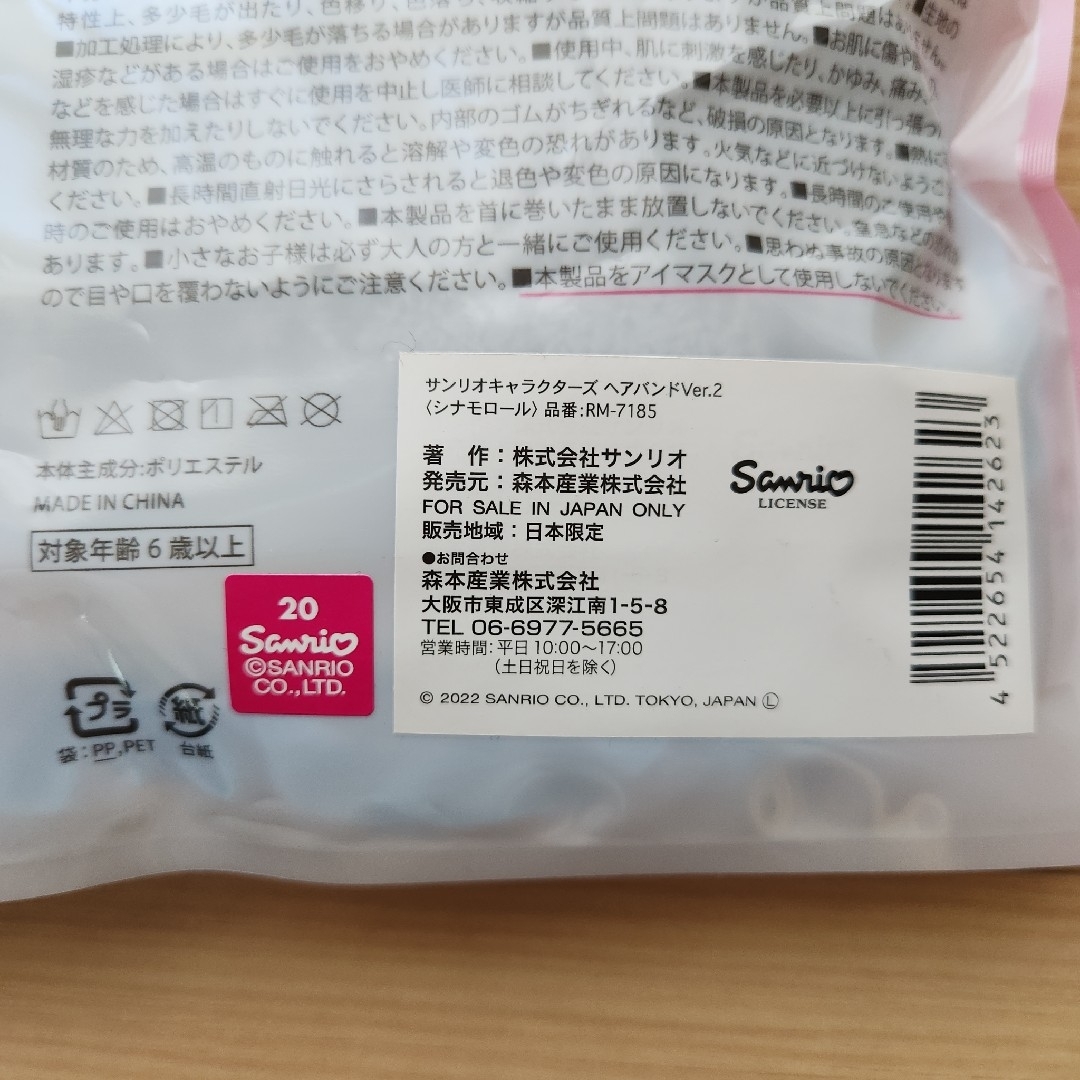 特性上、多少毛が出たり、色移り、色落ち、
品質上問題はありません。■生地の
■加工処理により、多少毛が落ちる場合がありますが品質上問題はありません。■お肌に傷や
湿疹などがある場合はご使用をおやめください。■使用中、肌に刺激を感じたり、かゆみ、痛み
などを感じた場合はすぐに使用を中止し医師に相談してください。■本製品を必要以上に引っ張っ
無理な力を加えたりしないでください。内部のゴムがちぎれるなど、破損の原因となります。■熱に
材質のため、高温のものに触れると溶解や変色の恐れがあります。火気などに近づけないようご
ください。■長時間直射日光にさらされると退色や変色の原因になります。■長時間のご使用や
時のご使用はおやめください。■本製品を首に巻いたまま放置しないでください。窒息などの
あります。■小さなお子様は必ず大人の方と一緒にご使用ください。■思わぬ事故の原因となります
ので目や口を覆わないようにご注意ください。■本製品をアイマスクとして使用しないでください。
本体主成分:ポリエステル
MADE IN CHINA
対象年齢6歳以上
20
Sanrio
©SANRIO
CO.,LTD.
プラ
袋:PP,PET
紙
台紙
サンリオキャラクターズ ヘアバンドVer.2
〈シナモロール〉品番:RM-7185
著　作：株式会社サンリオ
発売元：森本産業株式会社
FOR SALE IN JAPAN ONLY
販売地域：日本限定
●お問合わせ
森本産業株式会社
大阪市東成区深江南1-5-8
TEL 06-6977-5665
営業時間:平日10:00〜17:00
(土日祝日を除く)
© 2022 SANRIO CO., LTD. TOKYO, JAPAN Ⓛ
Sanrio
LICENSE
4522654142623